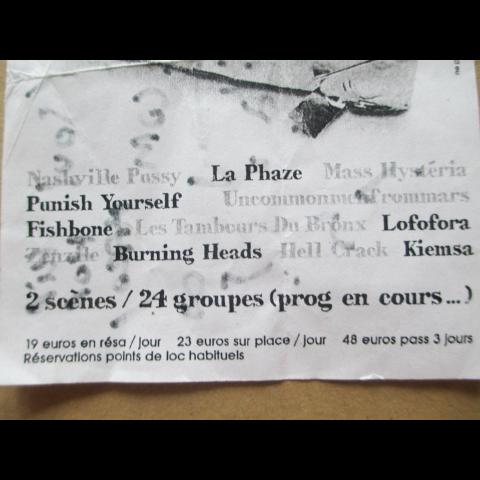 Nashville Pussy La Phaze Mass Hystéria
Punish Yourself Uncommonmenfrommars
Fishbone Les Tambours Du Bronx Lofofora
Zenzile Burning Heads Hell Crack Kiemsa
2 scènes / 24 groupes (prog en cours...)
19 euros en résa / jour 23 euros sur place / jour 48 euros pass 3 jours
Réservations points de loc habituels